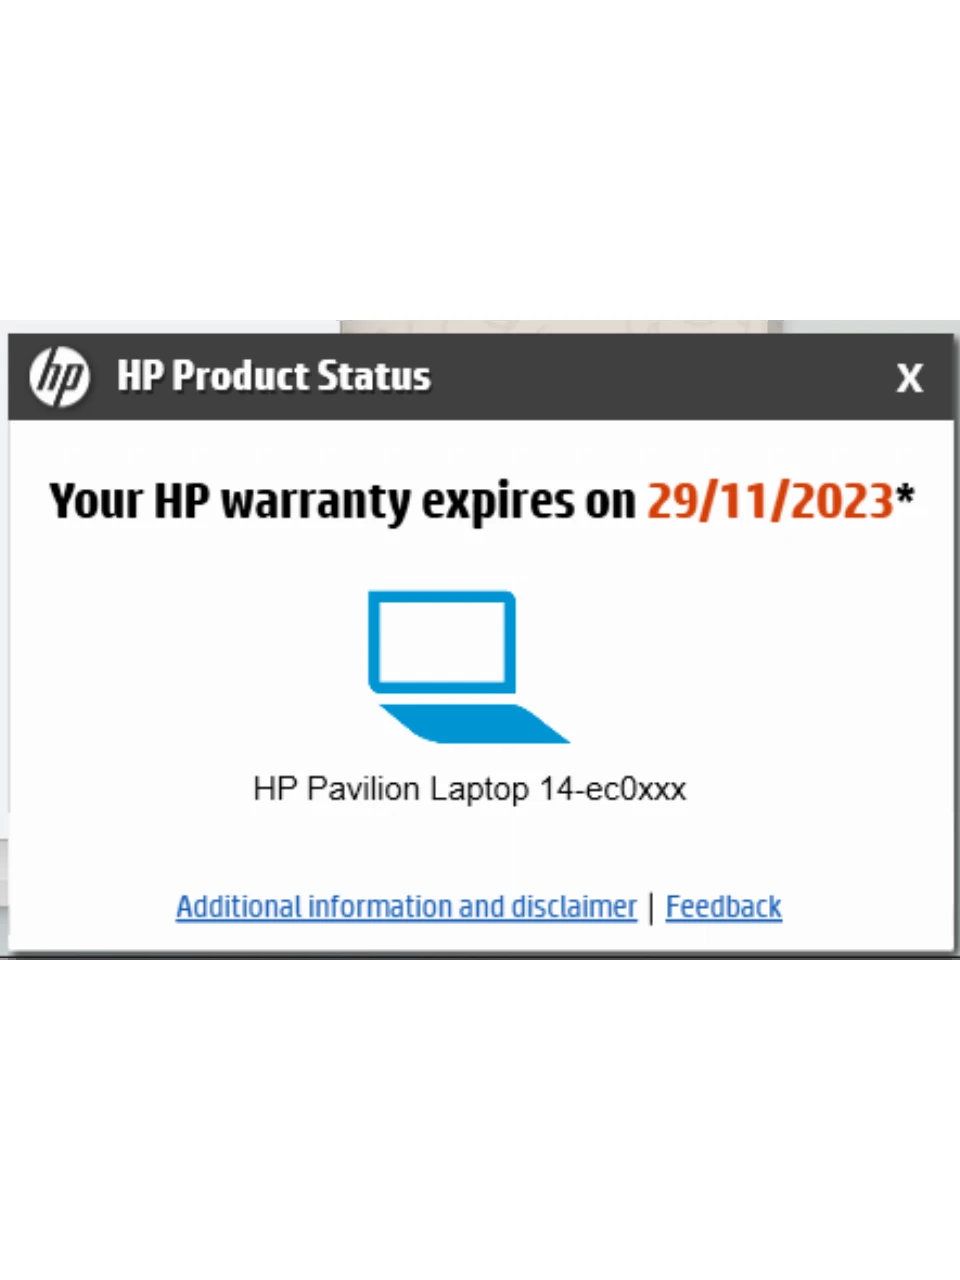 hp HP Product Status X
Your HP warranty expires on 29/11/2023*
HP Pavilion Laptop 14-ec0xxx
Additional information and disclaimer | Feedback